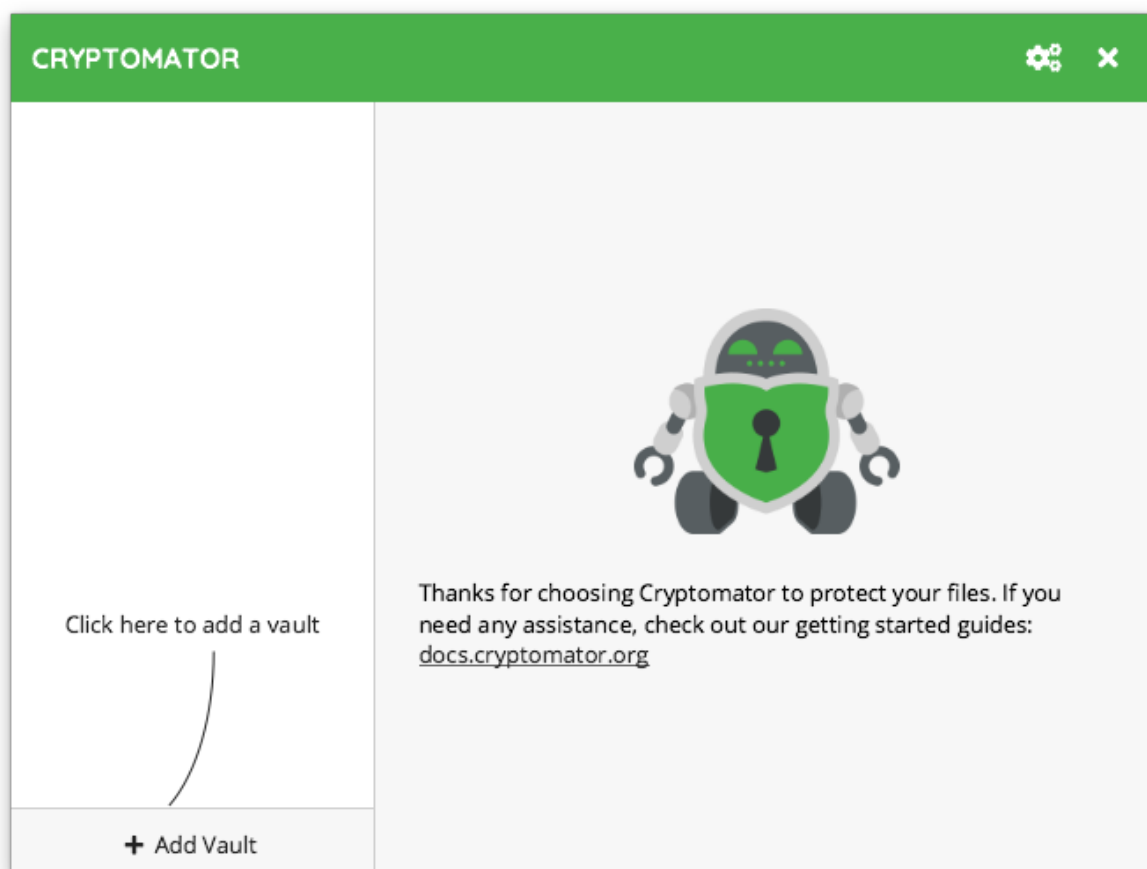 CRYPTOMATOR
Click here to add a vault
+ Add Vault
Thanks for choosing Cryptomator to protect your files. If you
need any assistance, check out our getting started guides:
docs.cryptomator.org